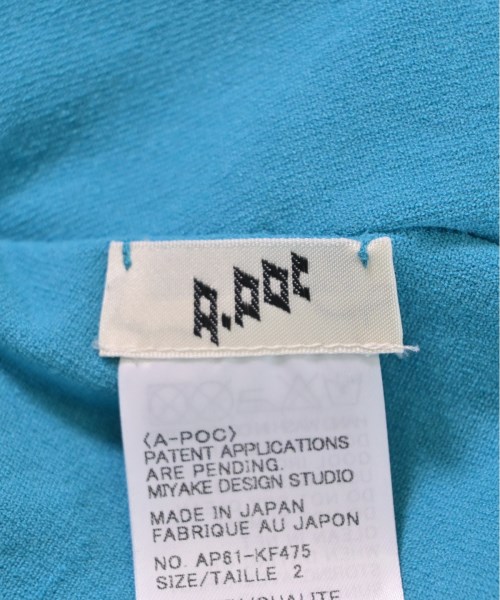 a.poc
〈A-POC〉
PATENT APPLICATIONS
ARE PENDING.
MIYAKE DESIGN STUDIO
MADE IN JAPAN
FABRIQUE AU JAPON
NO. AP81-KF475
SIZE/TAILLE 2